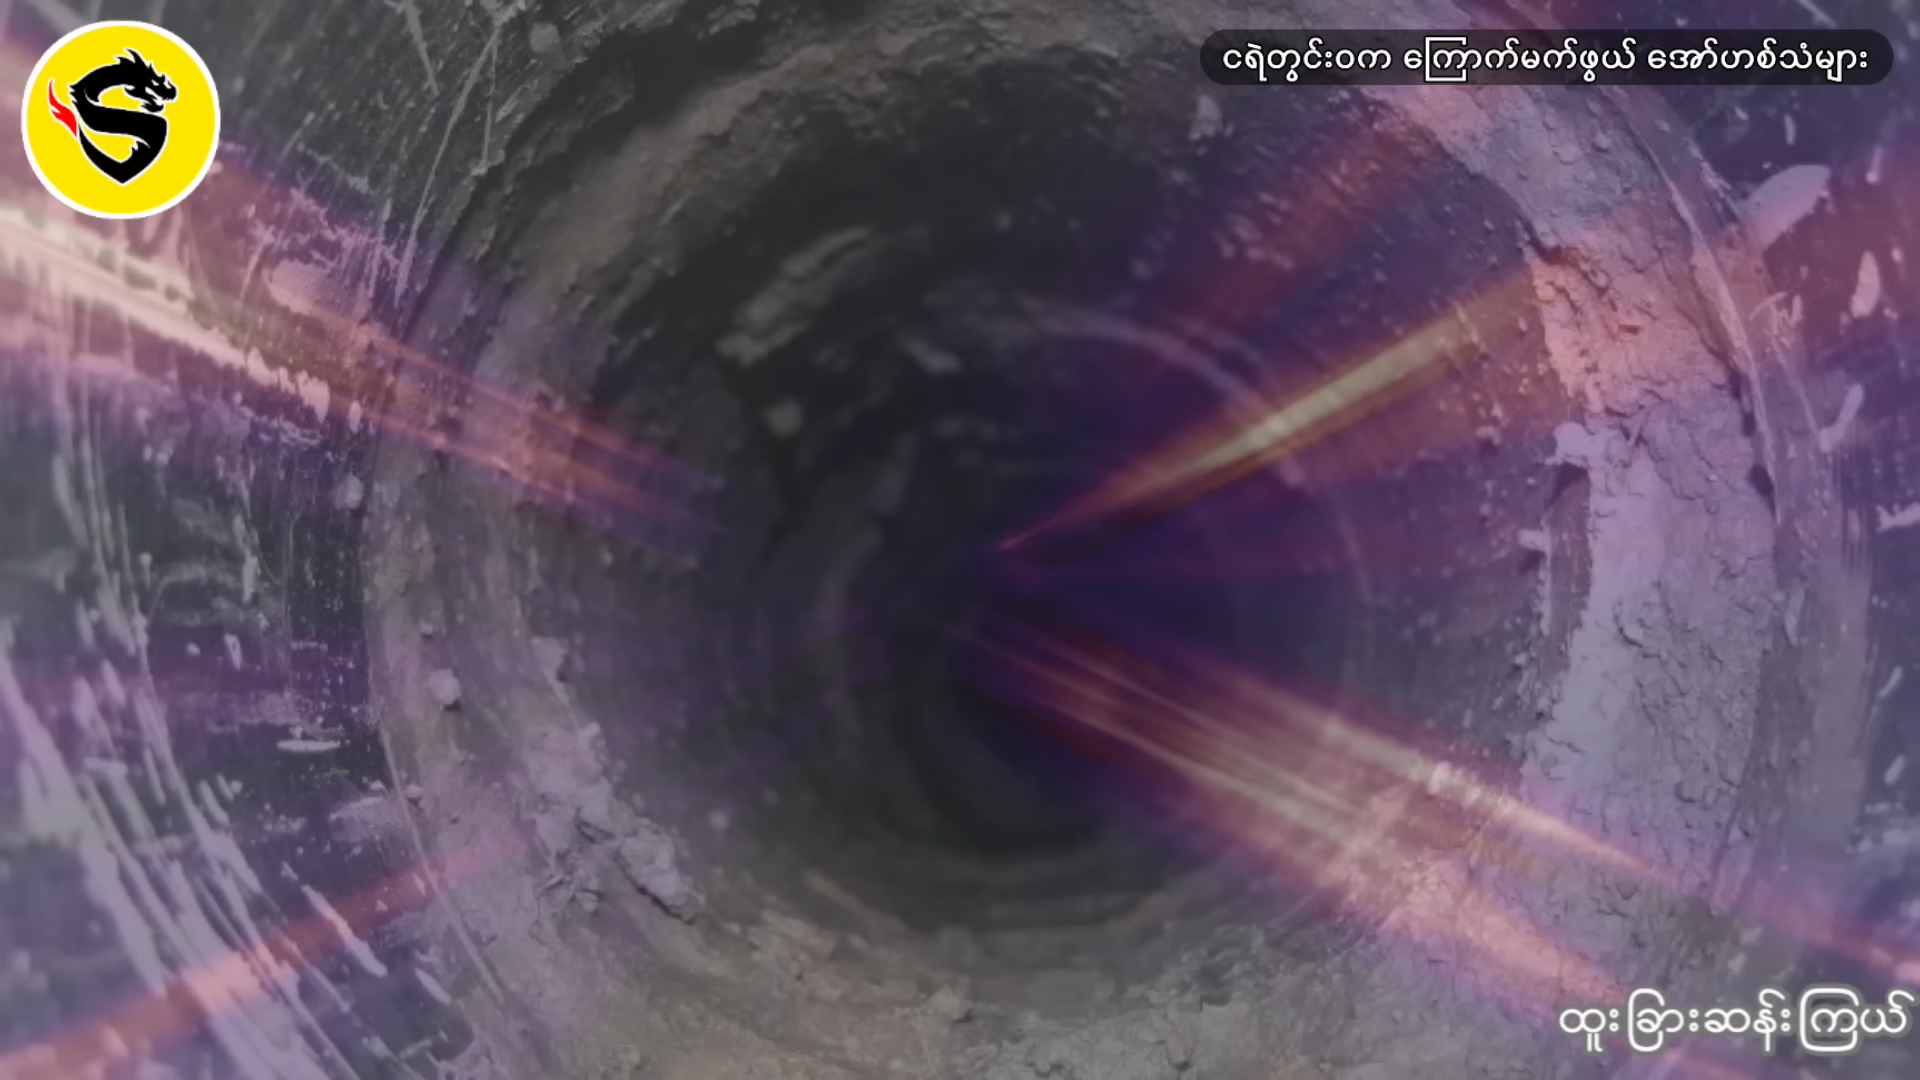 ငရဲတွင်းဝက ကြောက်မက်ဖွယ် အော်ဟစ်သံများ
ထူးခြားဆန်းကြယ်